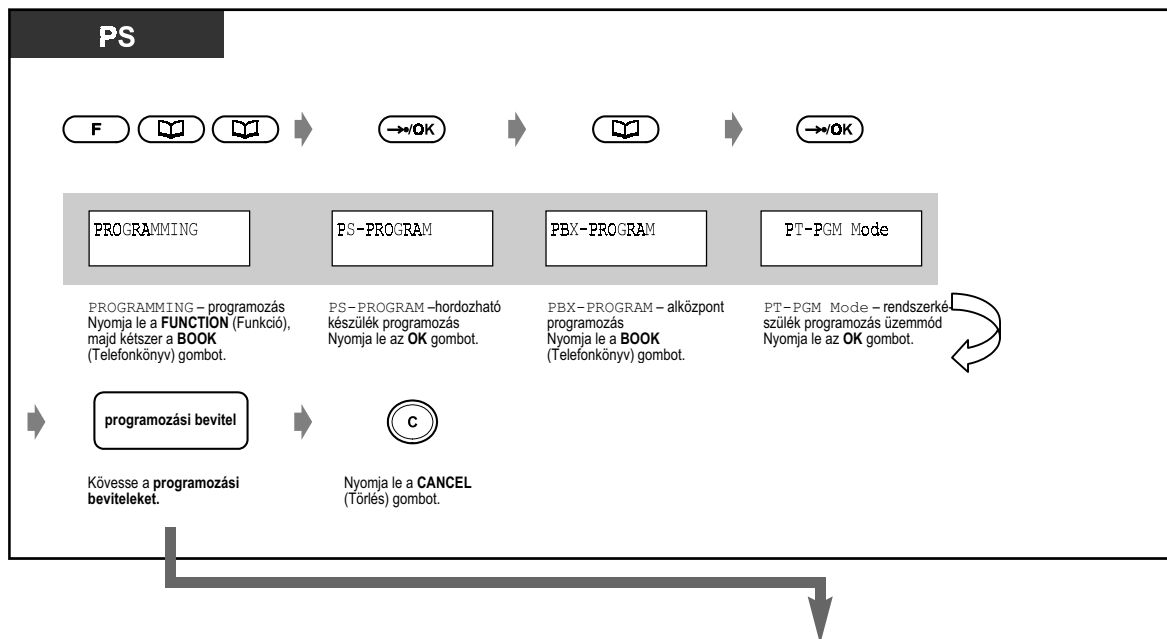 PS
F
→•/OK
→•/OK
PROGRAMMING
PS-PROGRAM
PBX-PROGRAM
PT-PGM Mode
PROGRAMMING – programozás
Nyomja le a FUNCTION (Funkció),
majd kétszer a BOOK
(Telefonkönyv) gombot.
PS-PROGRAM –hordozható
készülék programozás
Nyomja le az OK gombot.
PBX-PROGRAM – alközpont
programozás
Nyomja le a BOOK
(Telefonkönyv) gombot.
PT-PGM Mode – rendszerké-
szülék programozás üzemmód
Nyomja le az OK gombot.
programozási bevitel
C
Kövesse a programozási
beviteleket.
Nyomja le a CANCEL
(Törlés) gombot.